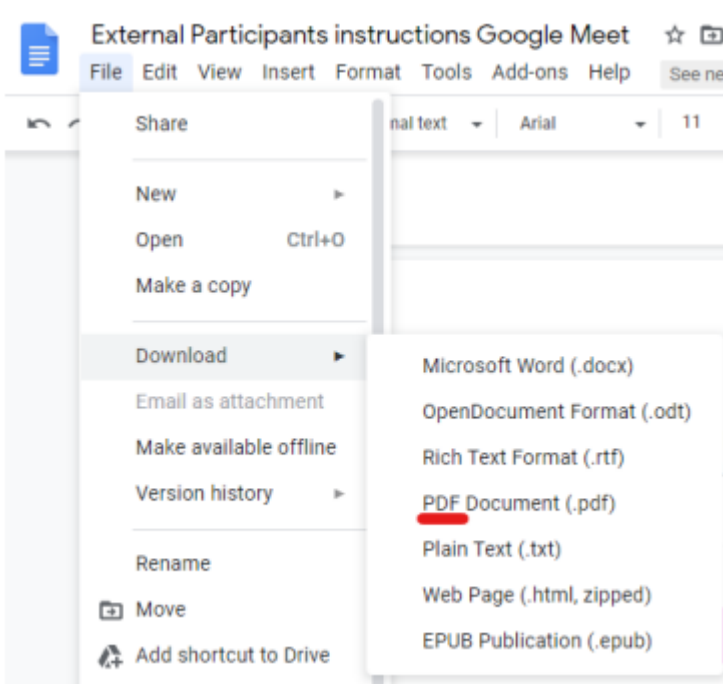 External Participants instructions Google Meet
File Edit View Insert Format Tools Add-ons Help See ne
Share
nal text Arial 11
New
Open Ctrl+O
Make a copy
Download
Email as attachment
Make available offline
Version history
Rename
Move
Add shortcut to Drive
Microsoft Word (.docx)
OpenDocument Format (.odt)
Rich Text Format (.rtf)
PDF Document (.pdf)
Plain Text (.txt)
Web Page (.html, zipped)
EPUB Publication (.epub)